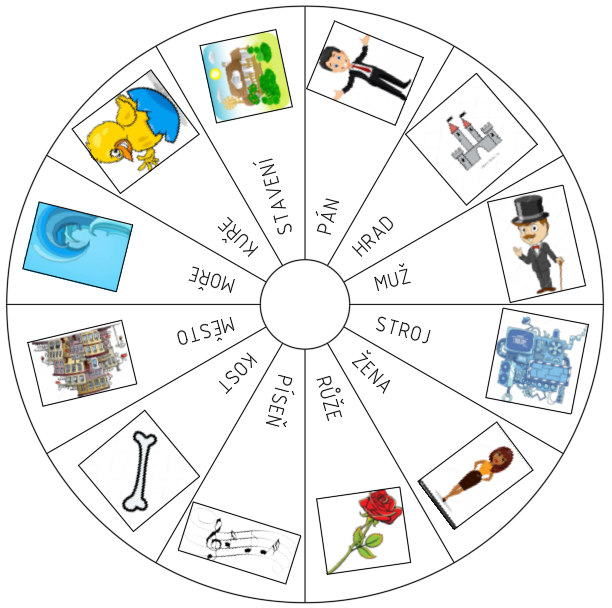 PÁN
HRAD
MUŽ
STROJ
ŽENA
RŮŽE
PÍSEŇ
KOST
MĚSTO
MOŘE
KUŘE
STAVENÍ